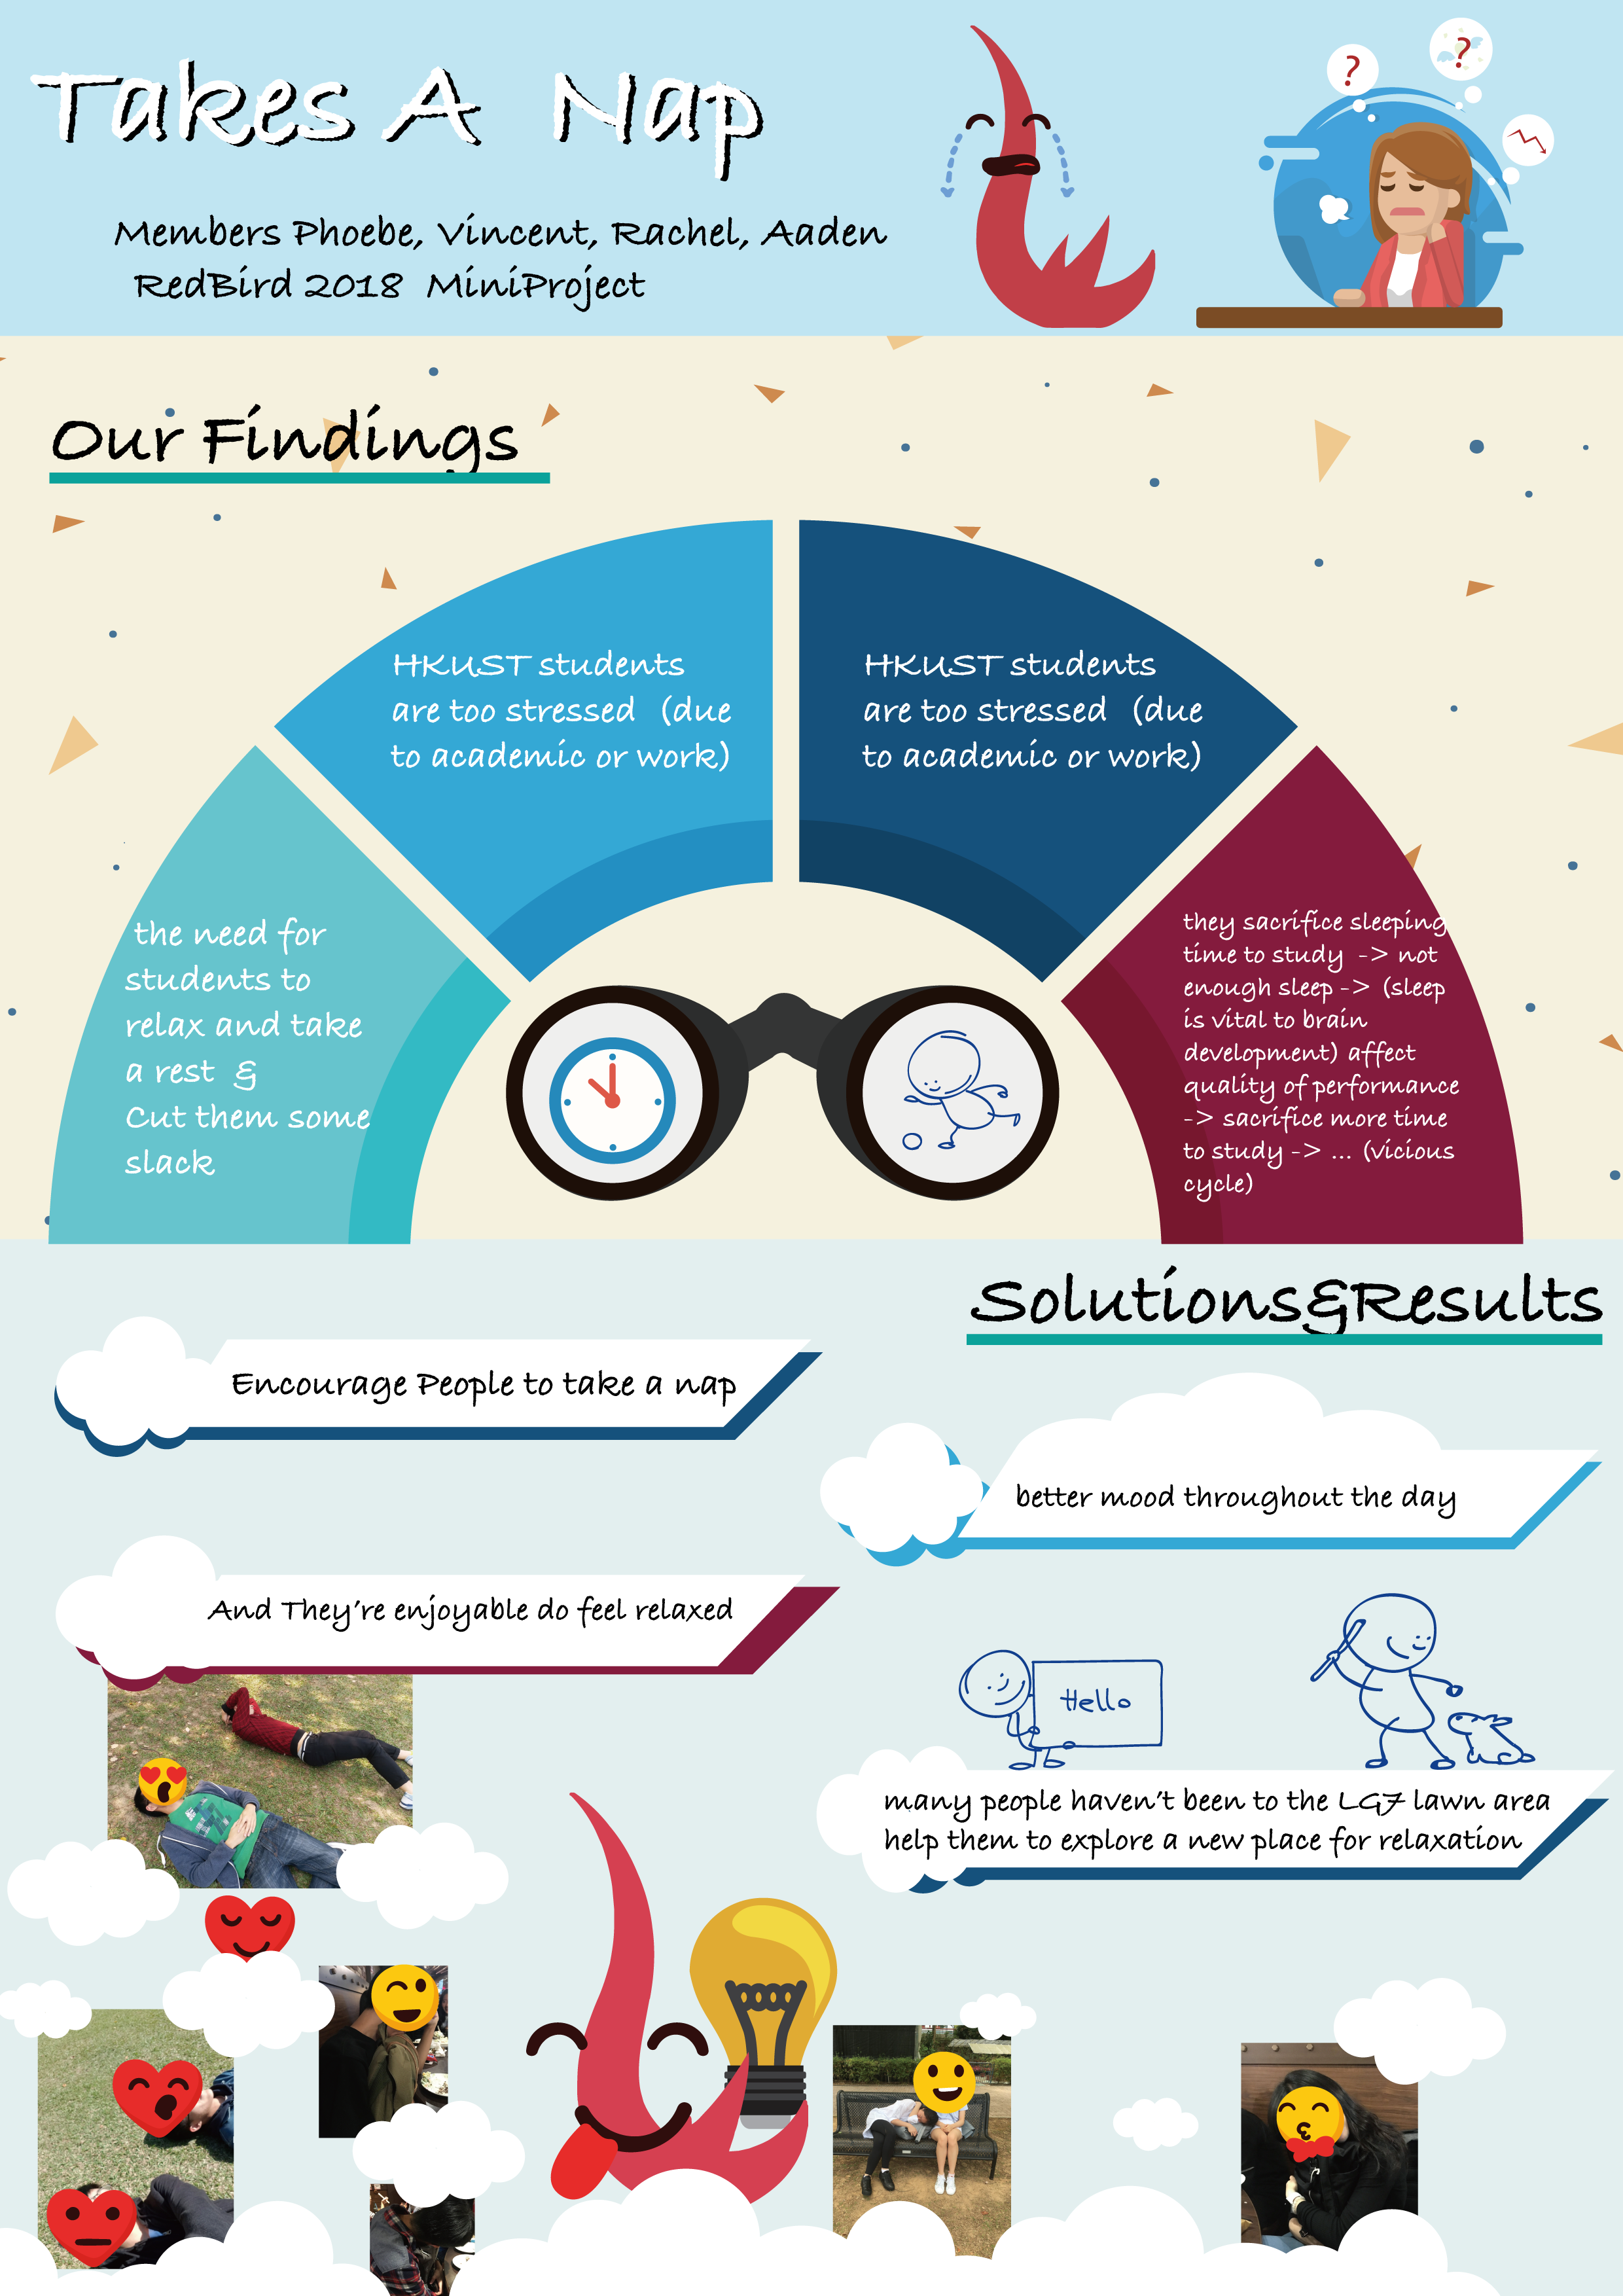 Takes A Nap
Members Phoebe, Vincent, Rachel, Aaden
RedBird 2018 MiniProject
?
?
Our Findings
the need for
students to
relax and take
a rest &
Cut them some
slack
HKUST students
are too stressed (due
to academic or work)
HKUST students
are too stressed (due
to academic or work)
they sacrifice sleeping
time to study -> not
enough sleep -> (sleep
is vital to brain
development) affect
quality of performance
-> sacrifice more time
to study -> ... (vicious
cycle)
Solutions&Results
Encourage People to take a nap
better mood throughout the day
And They're enjoyable do feel relaxed
Hello
many people haven't been to the LG7 lawn area
help them to explore a new place for relaxation